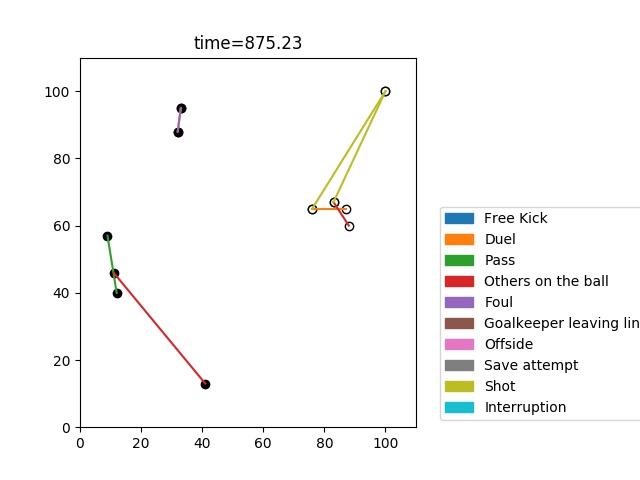 time=875.23
100
80
60
40
20
0
0 20 40 60 80 100
Free Kick
Duel
Pass
Others on the ball
Foul
Goalkeeper leaving lin
Offside
Save attempt
Shot
Interruption